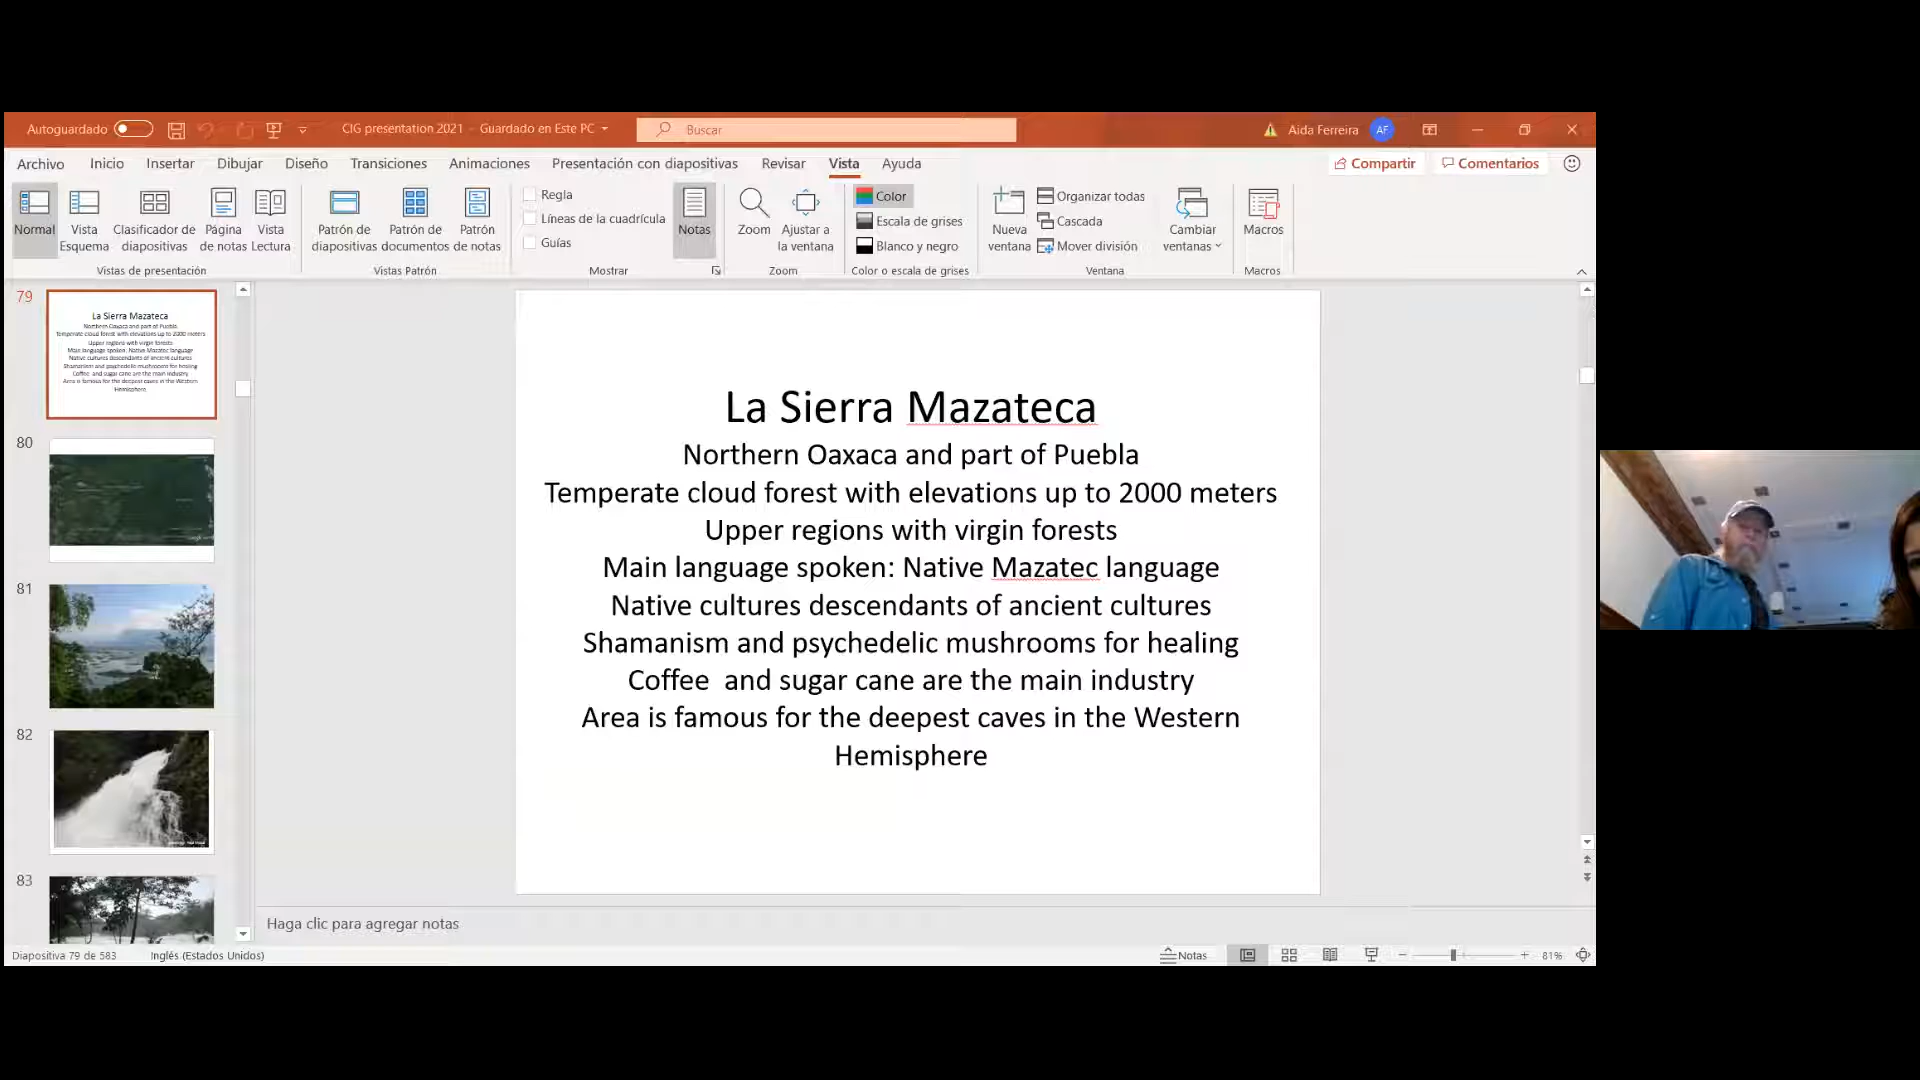 Autoguardado
CIG presentation 2021 - Guardado en Este PC
Buscar
Aida Ferreira
AF
Archivo
Inicio
Insertar
Dibujar
Diseño
Transiciones
Animaciones
Presentación con diapositivas
Revisar
Vista
Ayuda
Compartir
Comentarios
Normal
Vista
Esquema
Clasificador de
diapositivas
Página
de notas
Vista
Lectura
Vistas de presentación
Patrón de
diapositivas
Patrón de
documentos
Patrón
de notas
Vistas Patrón
Regla
Líneas de la cuadrícula
Guías
Mostrar
Notas
Zoom
Ajustar a
la ventana
Zoom
Color
Escala de grises
Blanco y negro
Color o escala de grises
Nueva
ventana
Organizar todas
Cascada
Mover división
Cambiar
ventanas
Ventana
Macros
Macros
79
La Sierra Mazateca
Northern Oaxaca and part of Puebla
Temperate cloud forest with elevations up to 2000 meters
Upper regions with virgin forests
Main language spoken: Native Mazatec language
Native cultures descendants of ancient cultures
Shamanism and psychedelic mushrooms for healing
Coffee and sugar cane are the main industry
Area is famous for the deepest caves in the Western
Hemisphere
80
81
82
83
La Sierra Mazateca
Northern Oaxaca and part of Puebla
Temperate cloud forest with elevations up to 2000 meters
Upper regions with virgin forests
Main language spoken: Native Mazatec language
Native cultures descendants of ancient cultures
Shamanism and psychedelic mushrooms for healing
Coffee  and sugar cane are the main industry
Area is famous for the deepest caves in the Western
Hemisphere
Haga clic para agregar notas
Diapositiva 79 de 583
Inglés (Estados Unidos)
Notas
81%